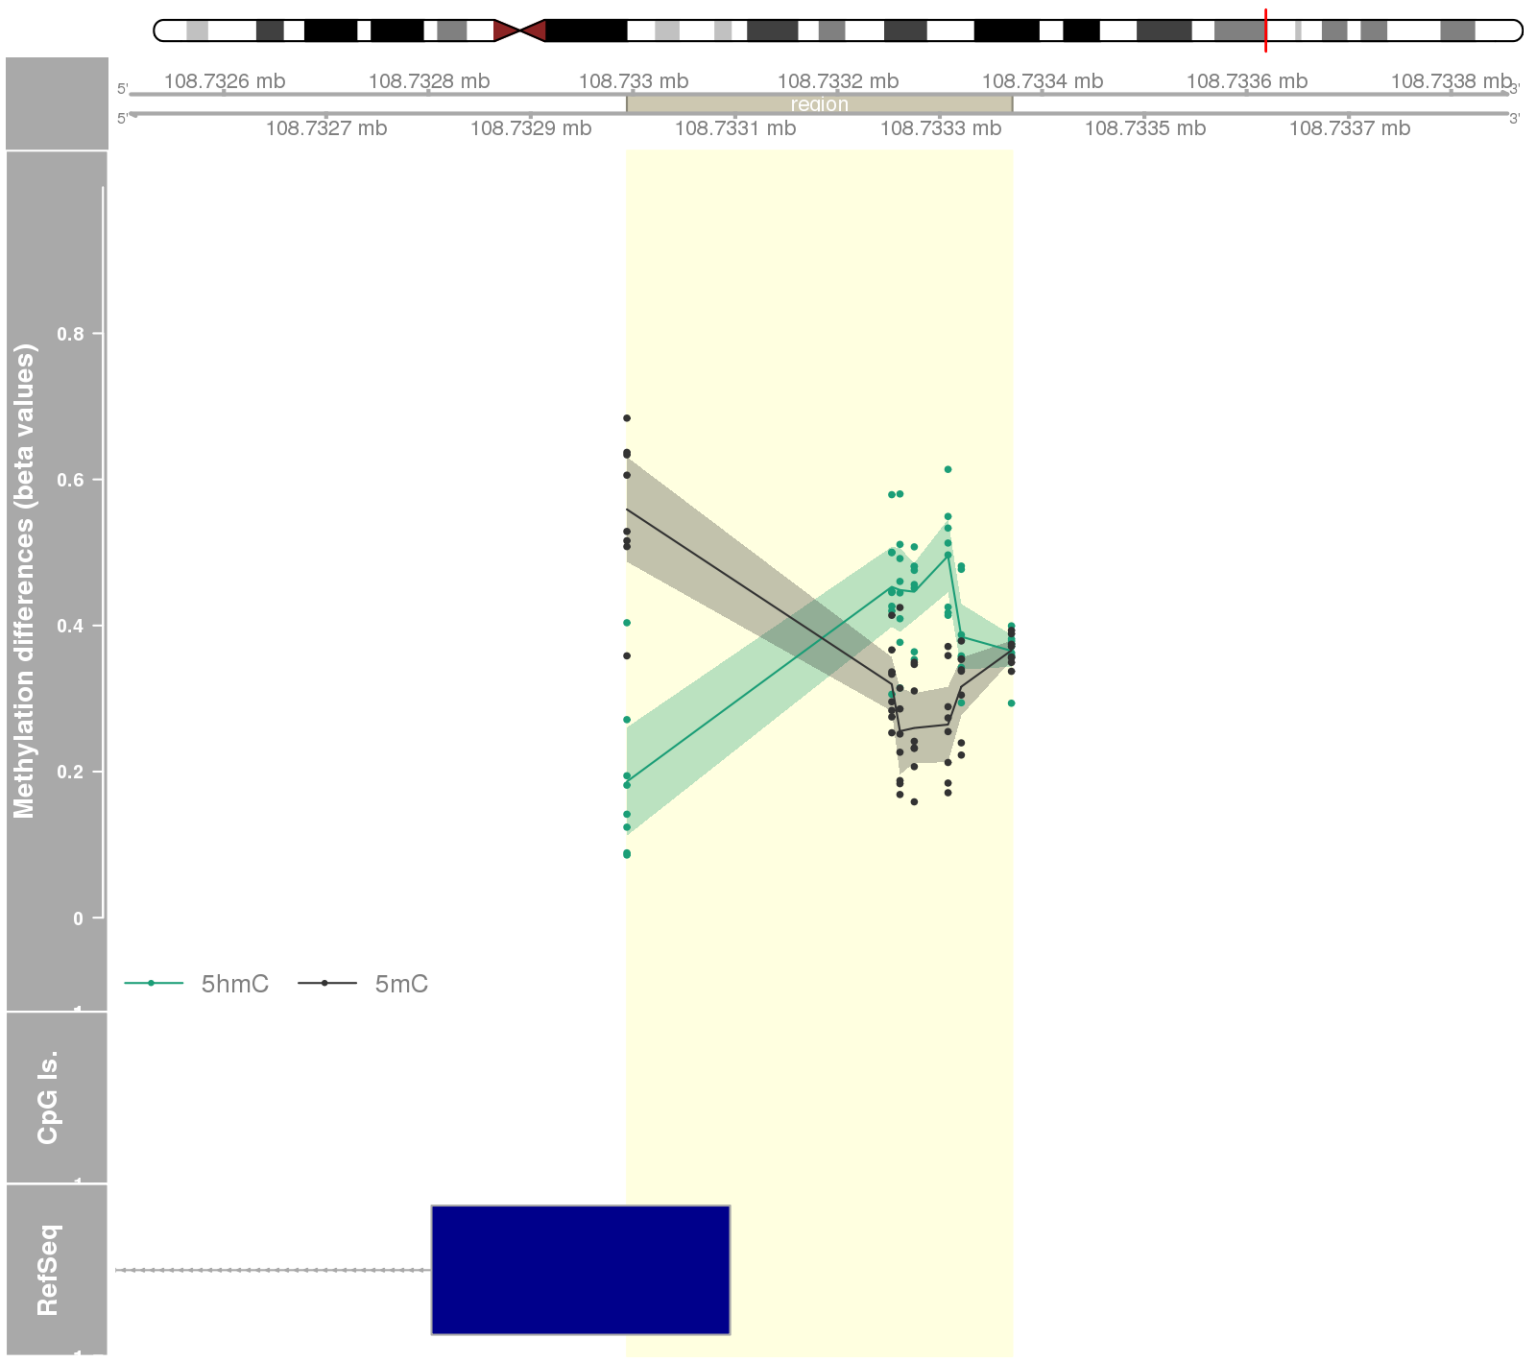 108.7326 mb 108.7328 mb 108.733 mb 108.7332 mb 108.7334 mb 108.7336 mb 108.7338 mb
5' 3'
region
5' 3'
108.7327 mb 108.7329 mb 108.7331 mb 108.7333 mb 108.7335 mb 108.7337 mb
Methylation differences (beta values)
0.8
0.6
0.4
0.2
0
5hmC 5mC
CpG Is.
RefSeq